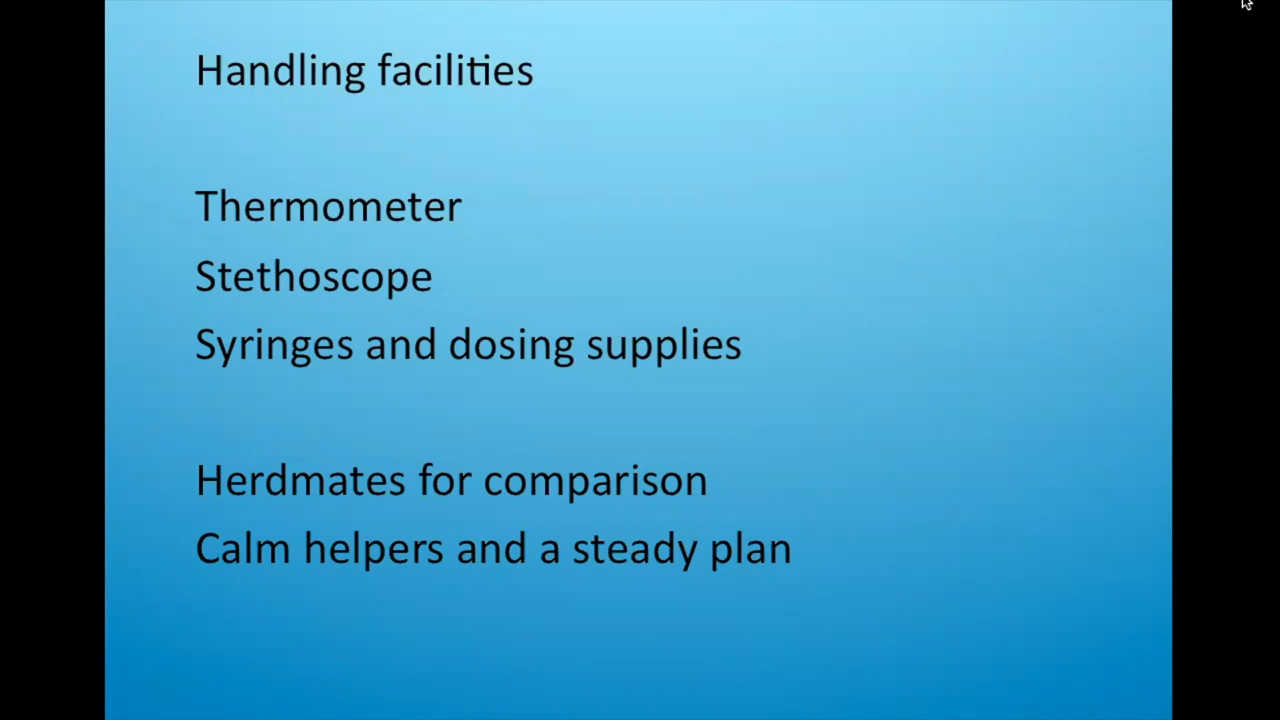 Handling facilities
Thermometer
Stethoscope
Syringes and dosing supplies
Herdmates for comparison
Calm helpers and a steady plan